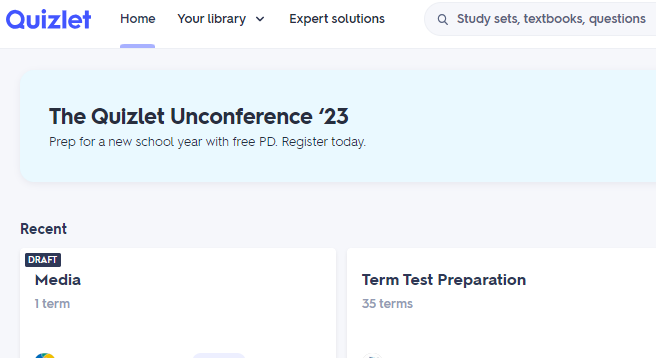 Quizlet Home Your library Expert solutions Study sets, textbooks, questions
The Quizlet Unconference ‘23
Prep for a new school year with free PD. Register today.
Recent
DRAFT
Media
1 term
Term Test Preparation
35 terms